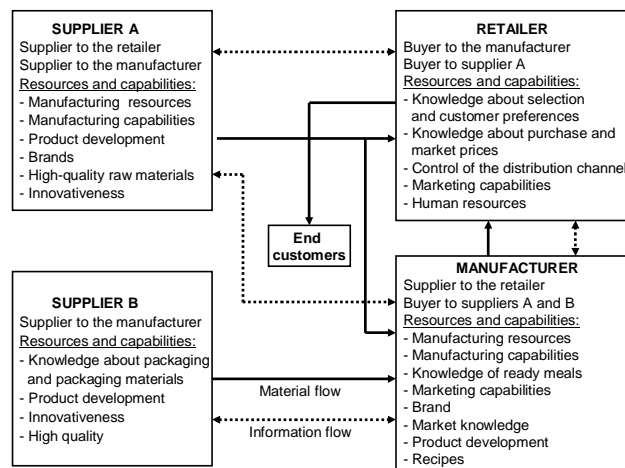 SUPPLIER A
Supplier to the retailer
Supplier to the manufacturer
Resources and capabilities:
- Manufacturing resources
- Manufacturing capabilities
- Product development
- Brands
- High-quality raw materials
- Innovativeness
RETAILER
Buyer to the manufacturer
Buyer to supplier A
Resources and capabilities:
- Knowledge about selection
and customer preferences
- Knowledge about purchase and
market prices
- Control of the distribution channel
- Marketing capabilities
- Human resources
End
customers
SUPPLIER B
Supplier to the manufacturer
Resources and capabilities:
- Knowledge about packaging
and packaging materials
- Product development
- Innovativeness
- High quality
Material flow
Information flow
MANUFACTURER
Supplier to the retailer
Buyer to suppliers A and B
Resources and capabilities:
- Manufacturing resources
- Manufacturing capabilities
- Knowledge of ready meals
- Marketing capabilities
- Brand
- Market knowledge
- Product development
- Recipes